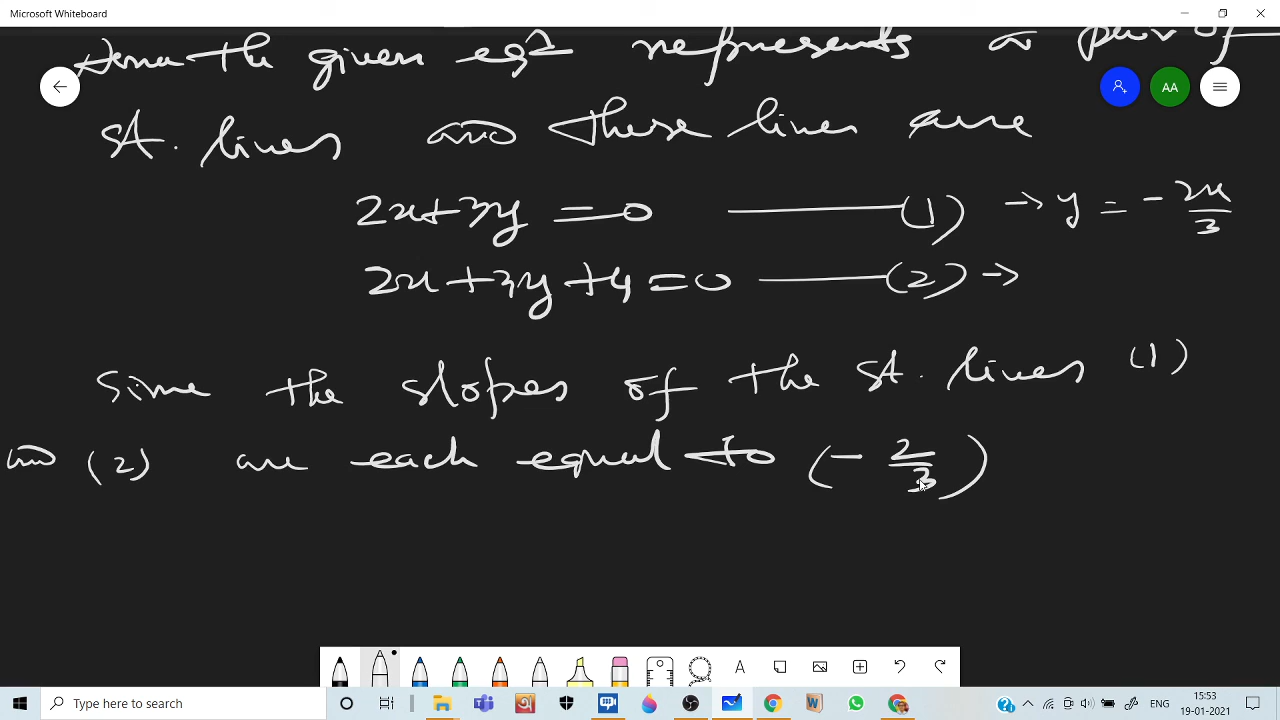 Microsoft Whiteboard
Hence the given eqn represents a pair of
AA
st. lines and these lines are
2x+3y=0 —— (1) → y = - 2x/3
2x+3y+4=0 —— (2) →
Since the slopes of the st. lines (1)
and (2) are each equal to (- 2/3)
A
Type here to search
ENG
15:53
19-01-2021